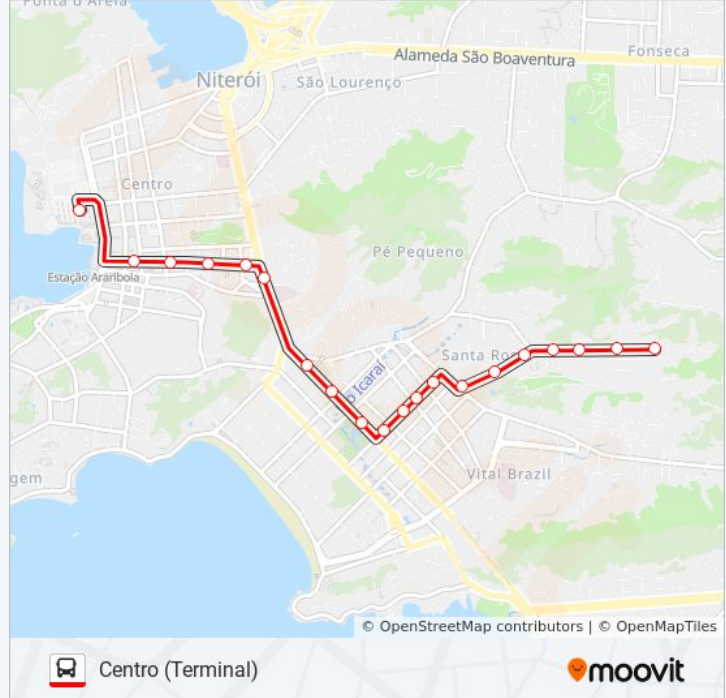 Ponta d'Areia
Alameda São Boaventura
Fonseca
Niterói
São Lourenço
Centro
Pé Pequeno
Estação Arariboia
Santa Ro
o Icaraí
Vital Brazil
gem
© OpenStreetMap contributors | © OpenMapTiles
Centro (Terminal)
moovit